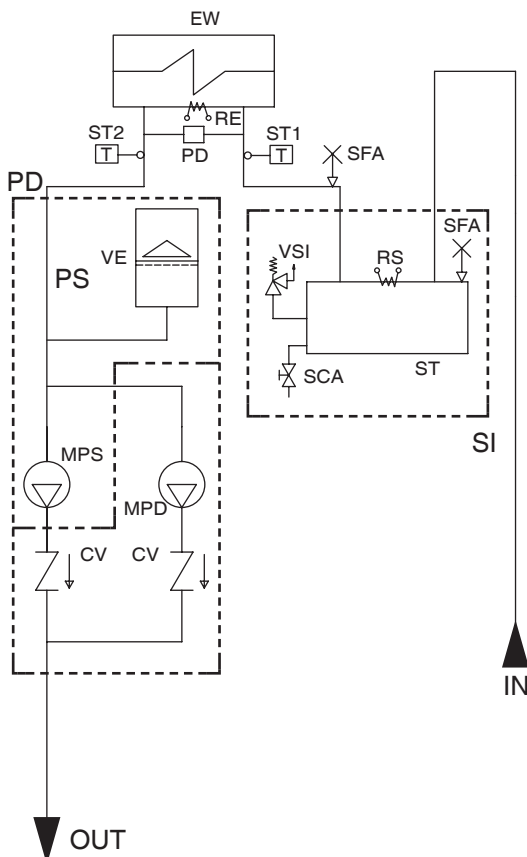 EW
RE
ST2
ST1
T
T
PD
SFA
PD
SFA
VE
PS
VSI
RS
SCA
ST
SI
MPS
MPD
CV
CV
IN
OUT